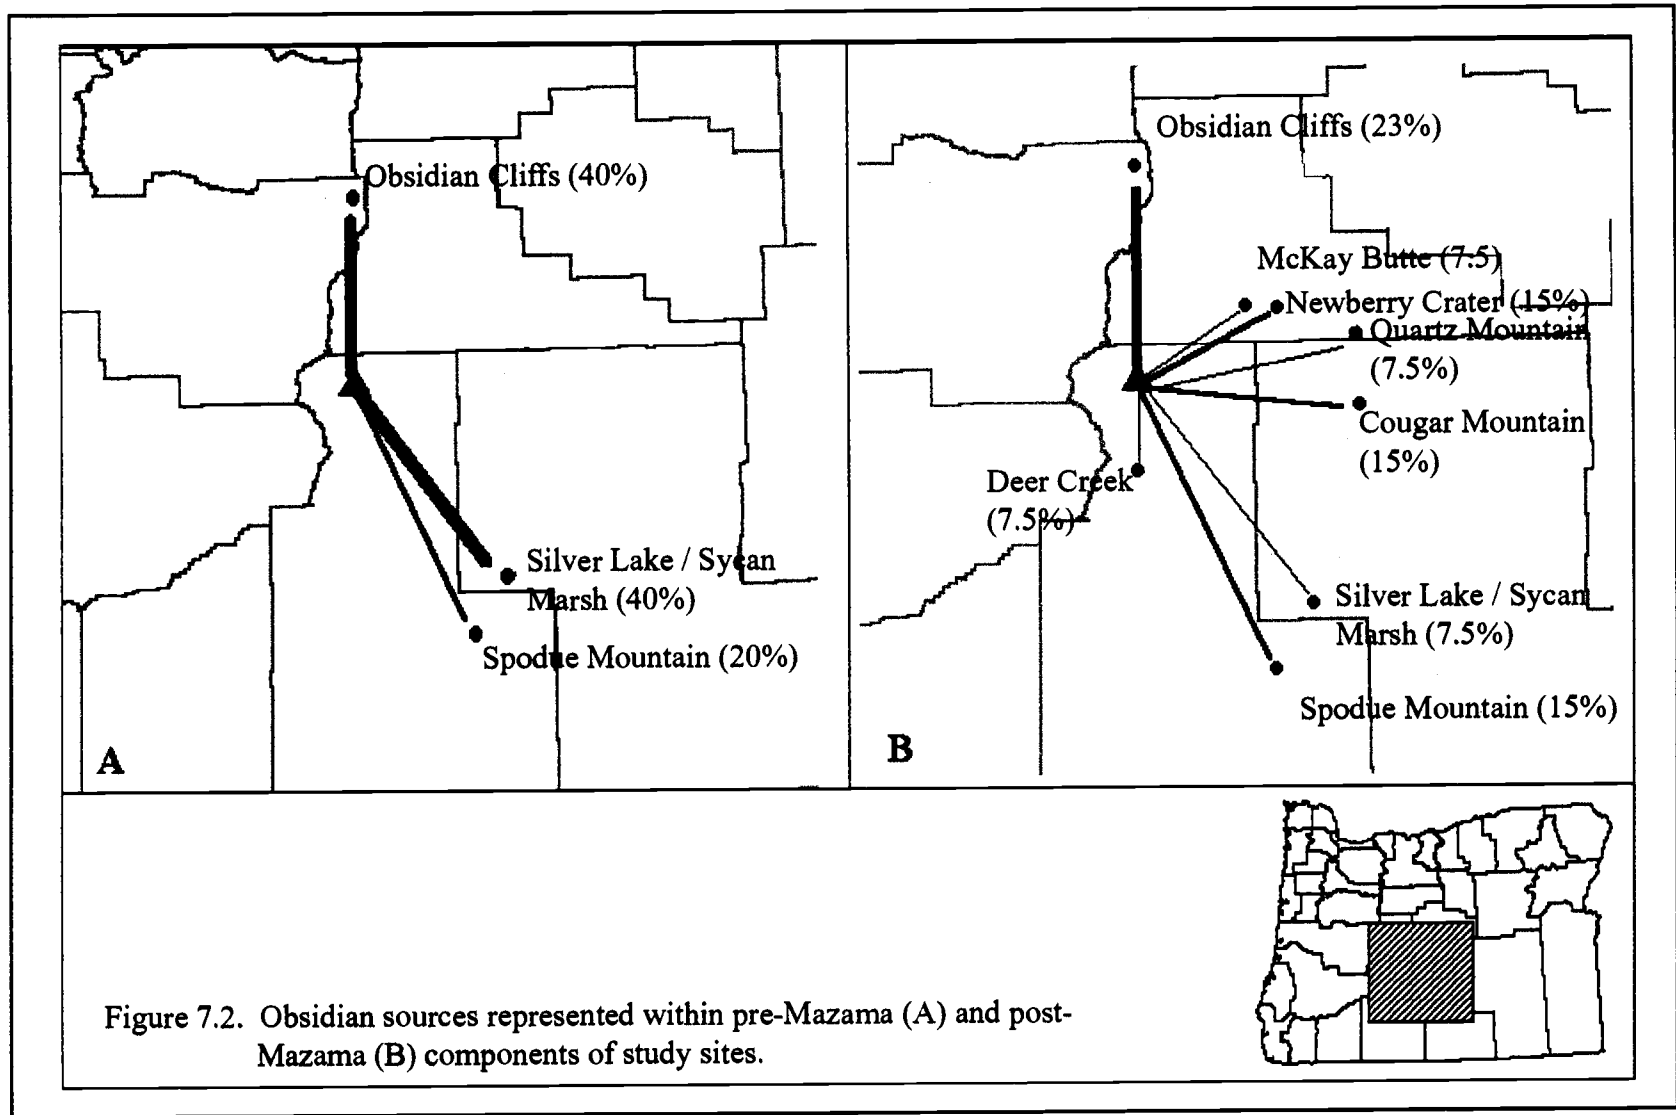 Obsidian Cliffs (40%)
Silver Lake / Sycan
Marsh (40%)
Spodue Mountain (20%)
A
Obsidian Cliffs (23%)
McKay Butte (7.5)
Newberry Crater (15%)
Quartz Mountain
(7.5%)
Cougar Mountain
(15%)
Deer Creek
(7.5%)
Silver Lake / Sycan
Marsh (7.5%)
Spodue Mountain (15%)
B
Figure 7.2. Obsidian sources represented within pre-Mazama (A) and post-
Mazama (B) components of study sites.